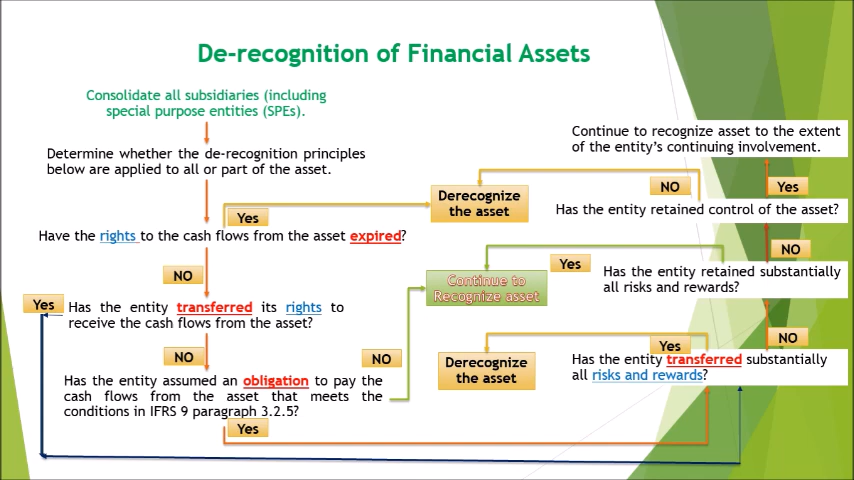 De-recognition of Financial Assets
Consolidate all subsidiaries (including
special purpose entities (SPEs).
Determine whether the de-recognition principles
below are applied to all or part of the asset.
Yes
Have the rights to the cash flows from the asset expired?
NO
Yes
Has the entity transferred its rights to
receive the cash flows from the asset?
NO
NO
Has the entity assumed an obligation to pay the
cash flows from the asset that meets the
conditions in IFRS 9 paragraph 3.2.5?
Yes
Derecognize
the asset
Continue to
Recognize asset
Derecognize
the asset
Continue to recognize asset to the extent
of the entity's continuing involvement.
NO
Yes
Has the entity retained control of the asset?
NO
Yes
Has the entity retained substantially
all risks and rewards?
NO
Yes
Has the entity transferred substantially
all risks and rewards?